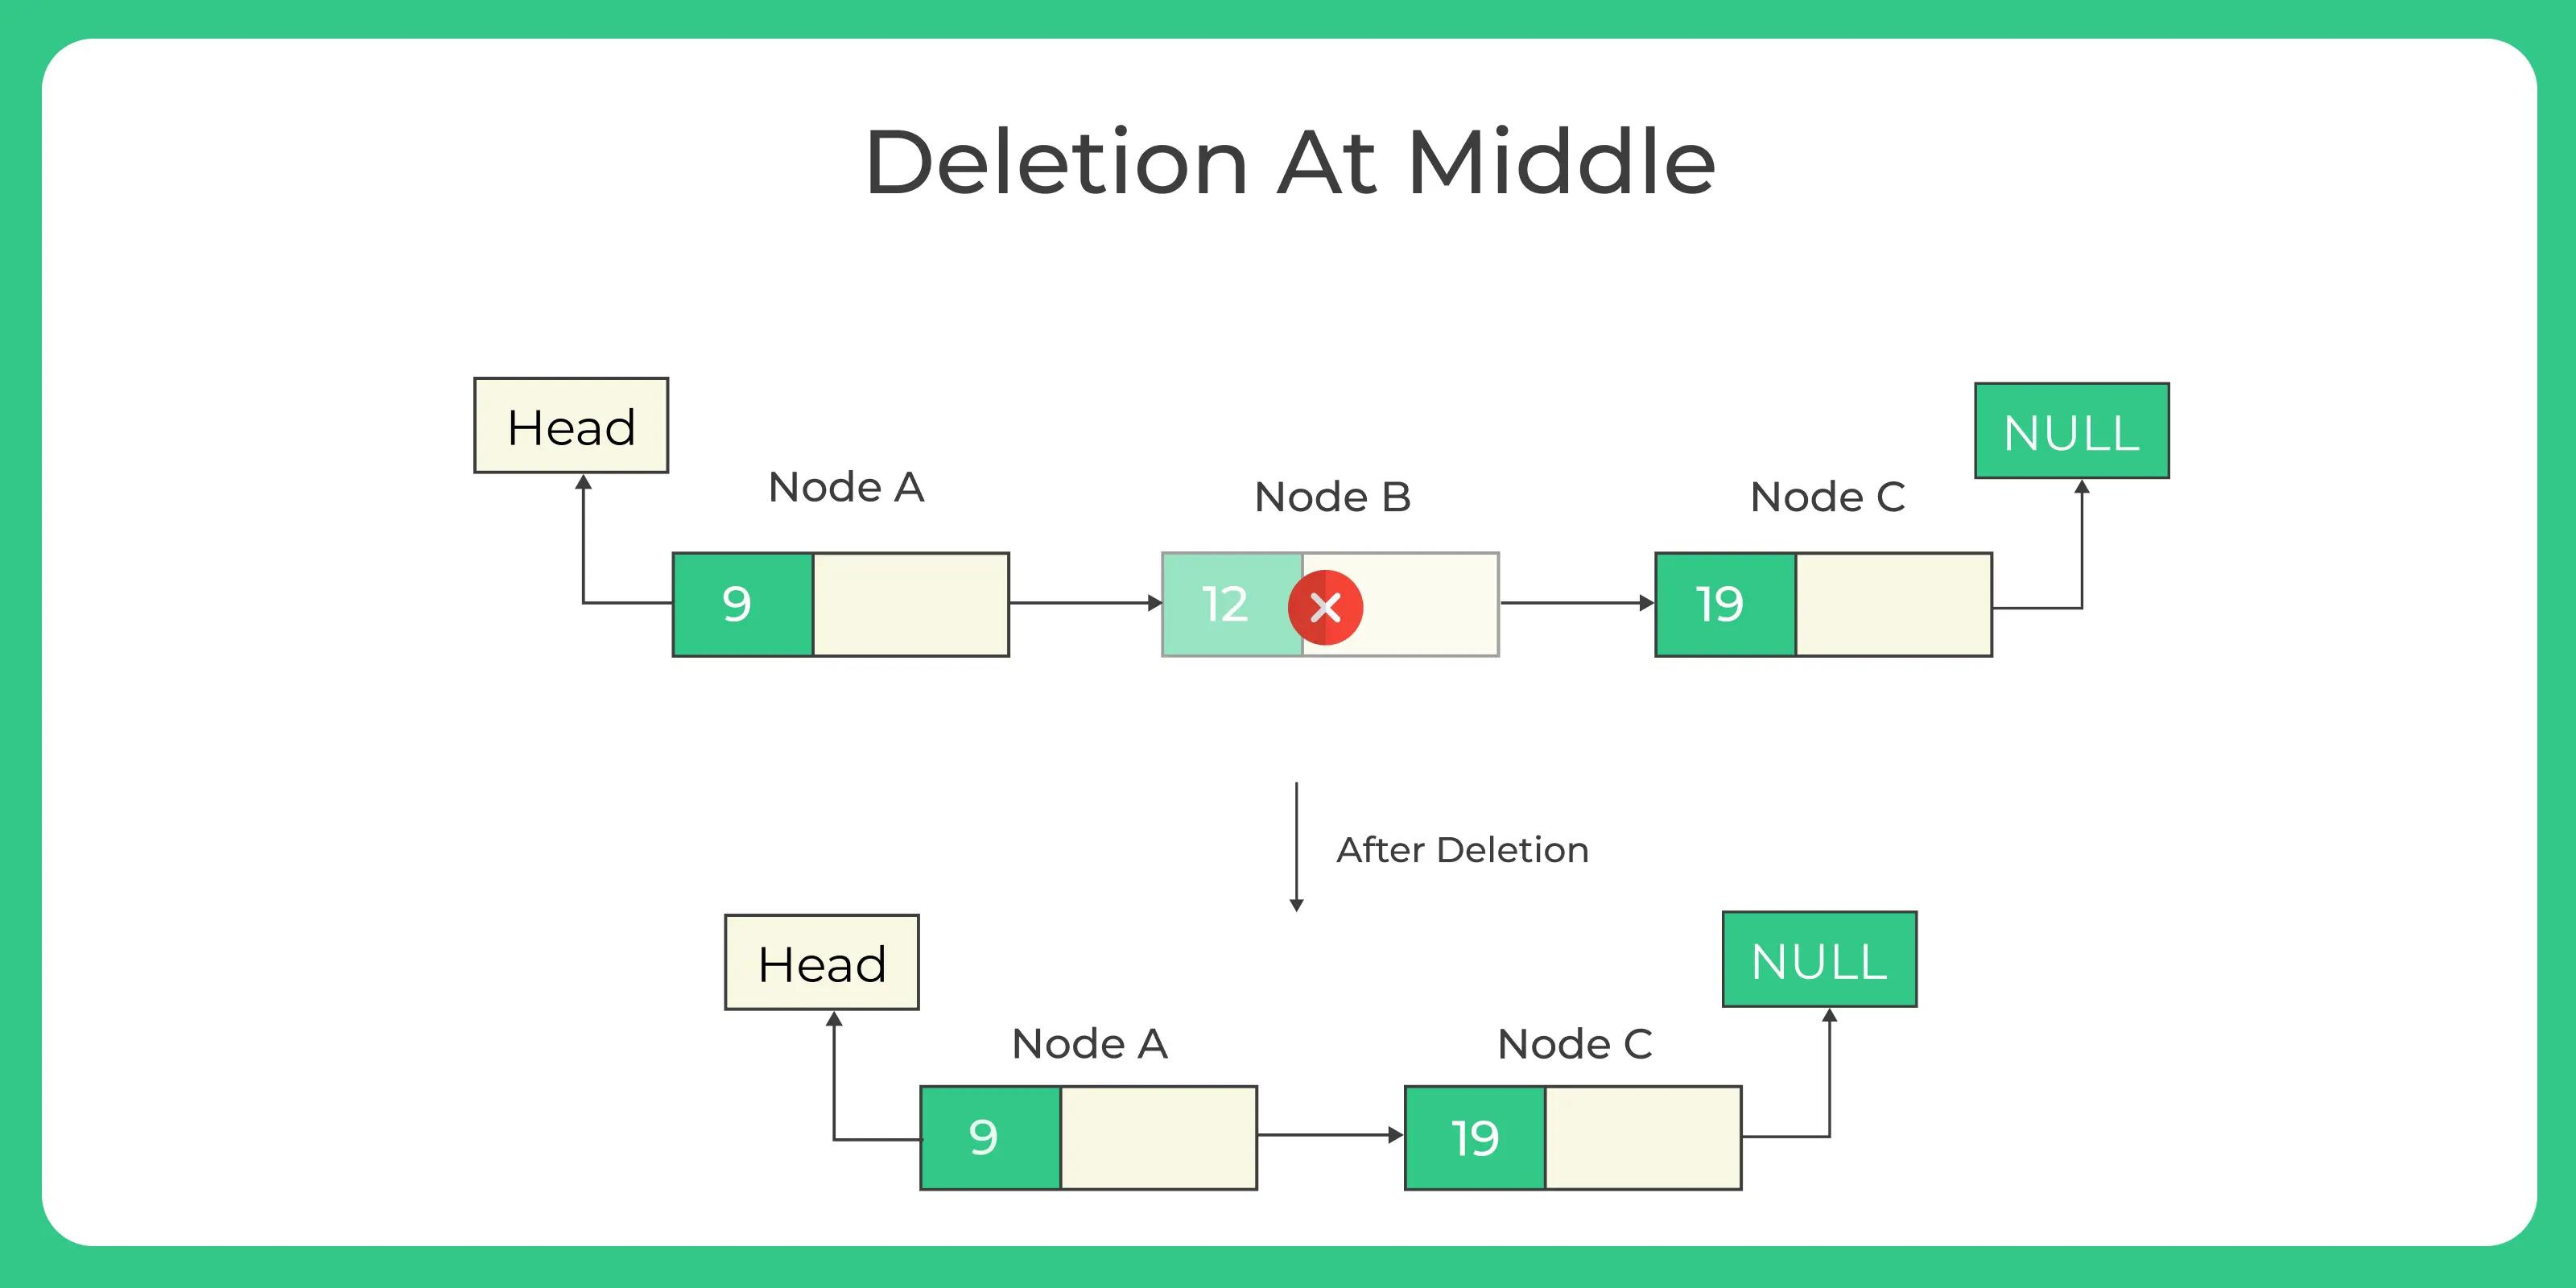 Deletion At Middle
Head
NULL
Node A
Node B
Node C
9
12
19
After Deletion
Head
NULL
Node A
Node C
9
19